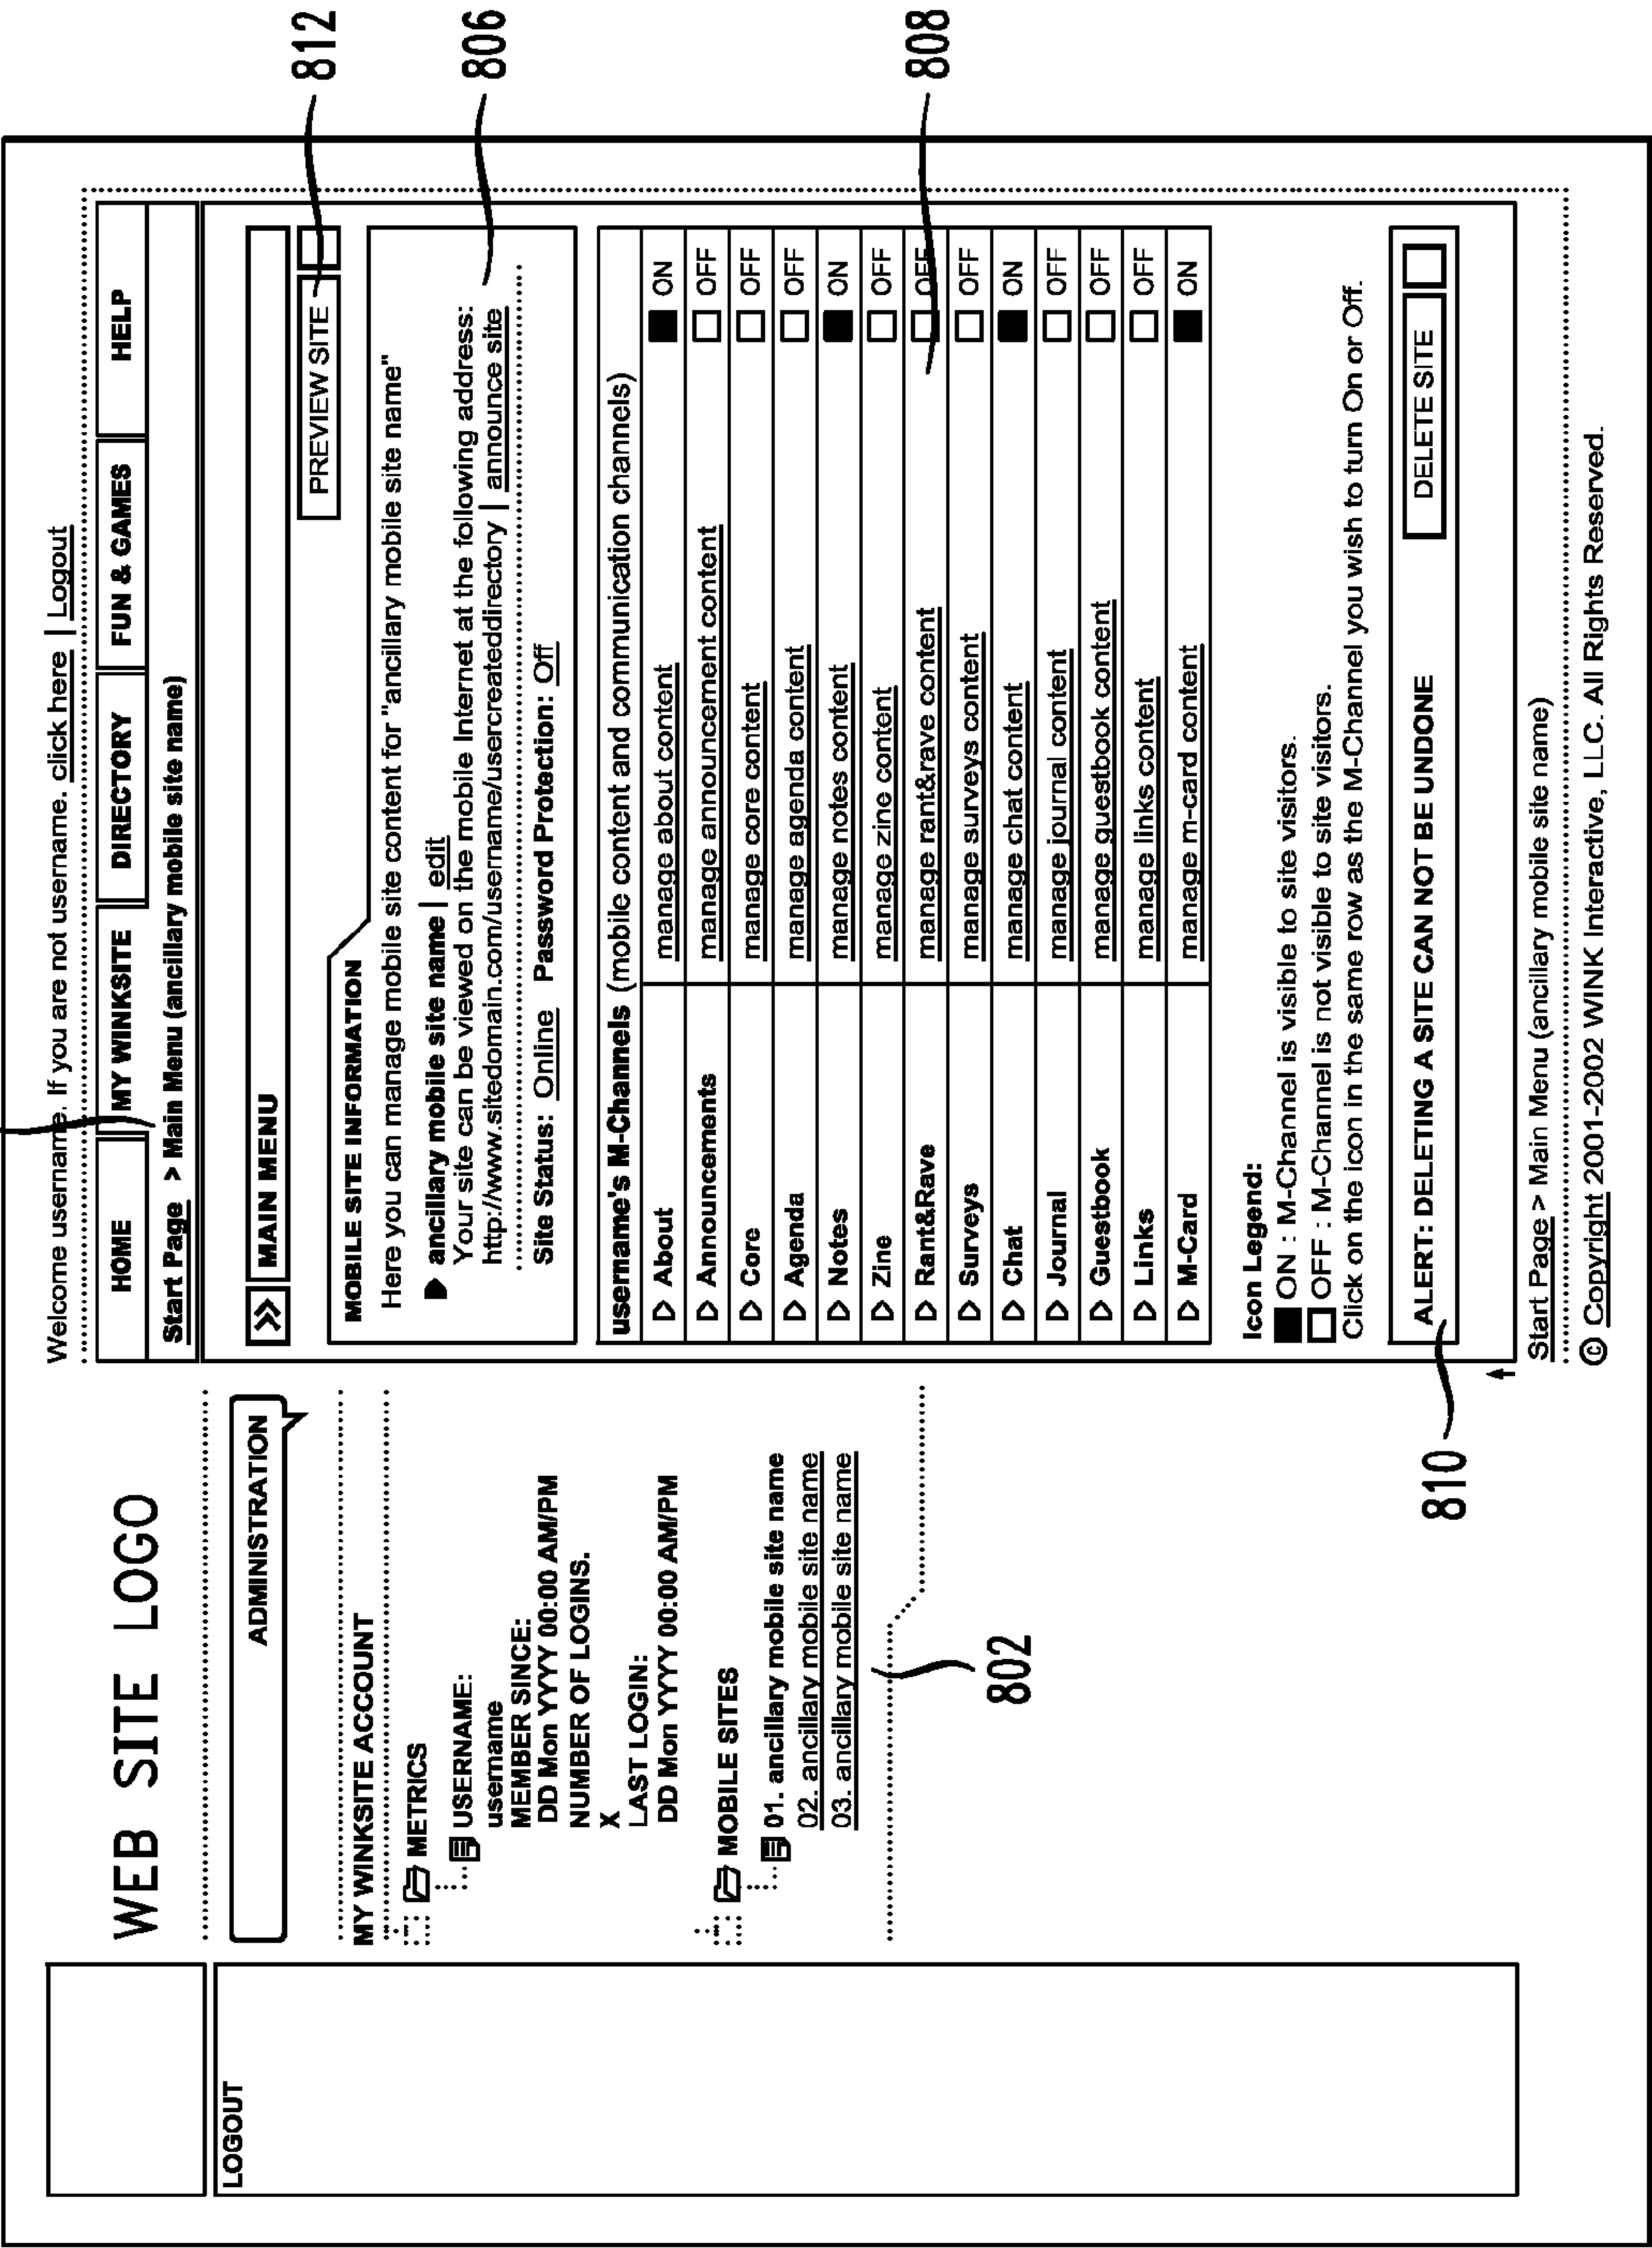 Welcome username. If you are not username. click here | Logout
WEB SITE LOGO
HOME MY WINKSITE DIRECTORY FUN & GAMES HELP
Start Page > Main Menu (ancillary mobile site name)
LOGOUT
ADMINISTRATION
MY WINKSITE ACCOUNT
METRICS
USERNAME:
username
MEMBER SINCE:
DD Mon YYYY 00:00 AM/PM
NUMBER OF LOGINS.
X
LAST LOGIN:
DD Mon YYYY 00:00 AM/PM
MOBILE SITES
01. ancillary mobile site name
02. ancillary mobile site name
03. ancillary mobile site name
802
>> MAIN MENU
PREVIEW SITE
812
MOBILE SITE INFORMATION
Here you can manage mobile site content for "ancillary mobile site name"
ancillary mobile site name | edit
Your site can be viewed on the mobile Internet at the following address:
http://www.sitedomain.com/username/usercreateddirectory | announce site
806
Site Status: Online Password Protection: Off
username's M-Channels (mobile content and communication channels)
About manage about content ON
Announcements manage announcement content OFF
Core manage core content OFF
Agenda manage agenda content OFF
Notes manage notes content ON
Zine manage zine content OFF
Rant&Rave manage rant&rave content OFF
808
Surveys manage surveys content OFF
Chat manage chat content ON
Journal manage journal content OFF
Guestbook manage guestbook content OFF
Links manage links content OFF
M-Card manage m-card content ON
Icon Legend:
ON : M-Channel is visible to site visitors.
OFF : M-Channel is not visible to site visitors.
Click on the icon in the same row as the M-Channel you wish to turn On or Off.
ALERT: DELETING A SITE CAN NOT BE UNDONE DELETE SITE
810
Start Page > Main Menu (ancillary mobile site name)
© Copyright 2001-2002 WINK Interactive, LLC. All Rights Reserved.